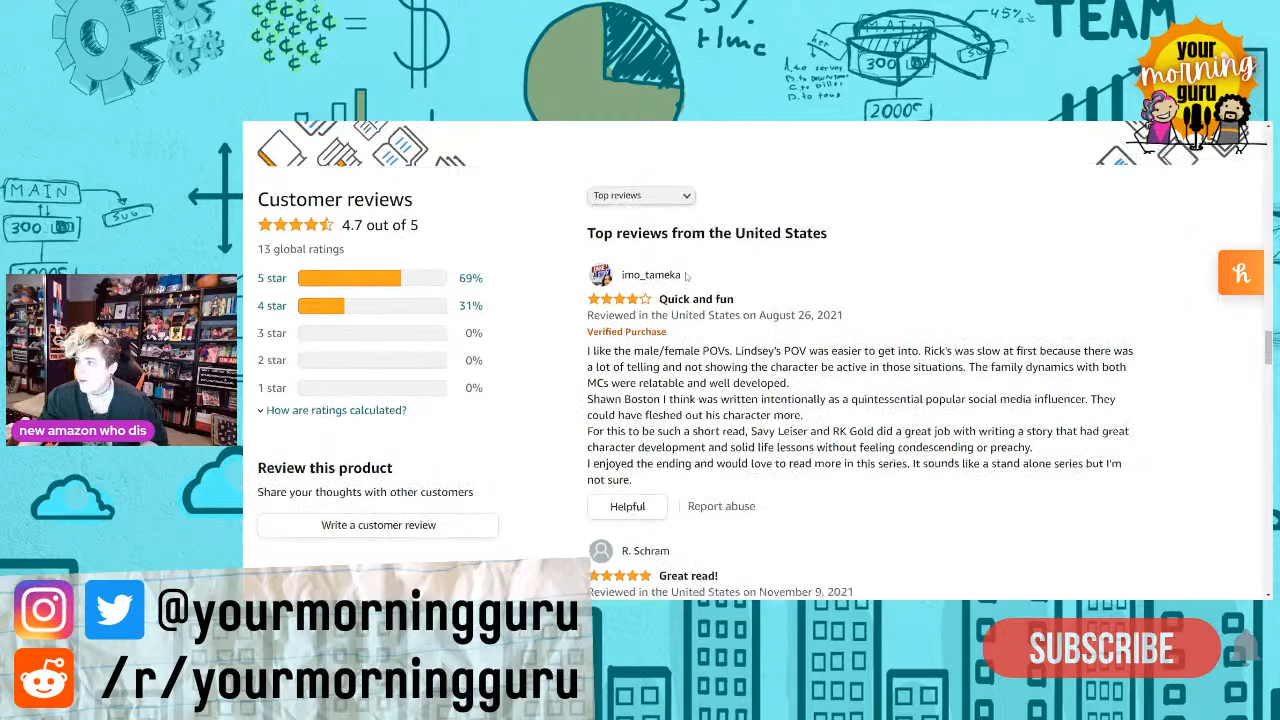 25%
time
45%
TEAM
300
A. to server
C. to biller
D. to tous
2000$
your
morning
guru
MAIN
SUB
300
Customer reviews
4.7 out of 5
13 global ratings
5 star 69%
4 star 31%
3 star 0%
2 star 0%
1 star 0%
How are ratings calculated?
Review this product
Share your thoughts with other customers
Write a customer review
Top reviews
Top reviews from the United States
imo_tameka
Quick and fun
Reviewed in the United States on August 26, 2021
Verified Purchase
I like the male/female POVs. Lindsey's POV was easier to get into. Rick's was slow at first because there was
a lot of telling and not showing the character be active in those situations. The family dynamics with both
MCs were relatable and well developed.
Shawn Boston I think was written intentionally as a quintessential popular social media influencer. They
could have fleshed out his character more.
For this to be such a short read, Savy Leiser and RK Gold did a great job with writing a story that had great
character development and solid life lessons without feeling condescending or preachy.
I enjoyed the ending and would love to read more in this series. It sounds like a stand alone series but I'm
not sure.
Helpful
Report abuse
R. Schram
Great read!
Reviewed in the United States on November 9, 2021
h
new amazon who dis
@yourmorningguru
/r/yourmorningguru
SUBSCRIBE